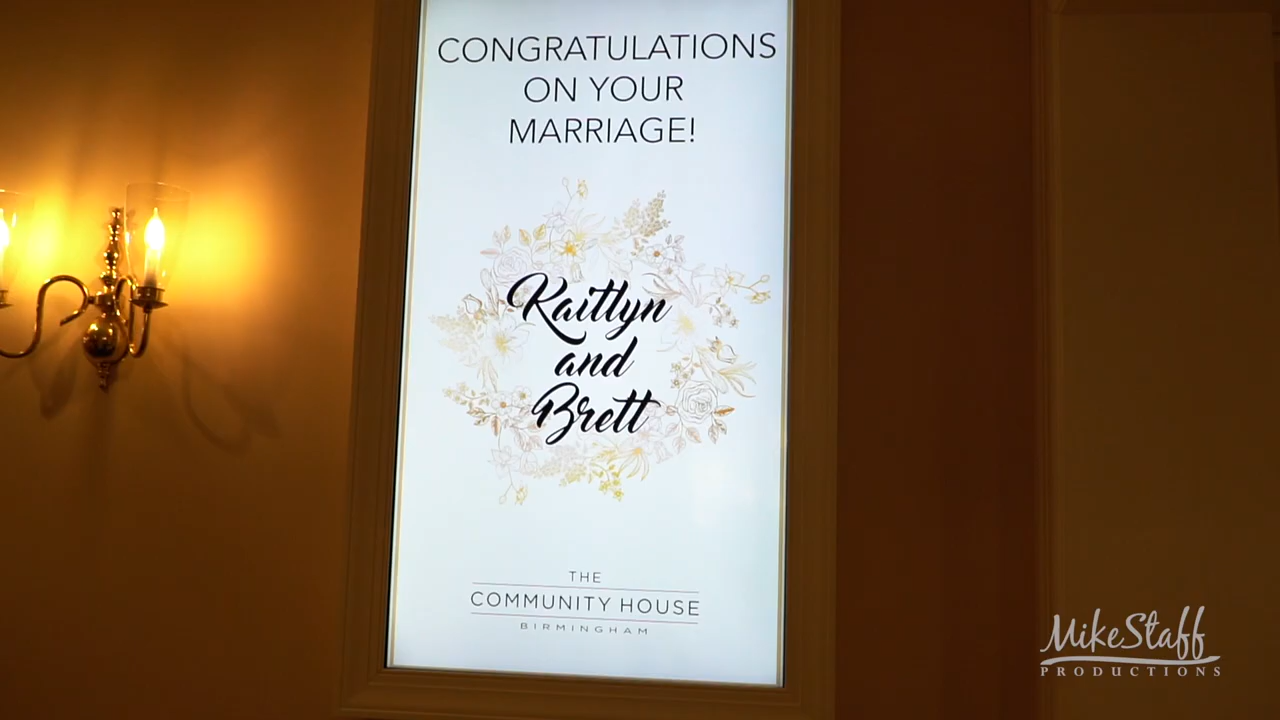 CONGRATULATIONS
ON YOUR
MARRIAGE!
Kaitlyn
and
Brett
THE
COMMUNITY HOUSE
BIRMINGHAM
MikeStaff
PRODUCTIONS